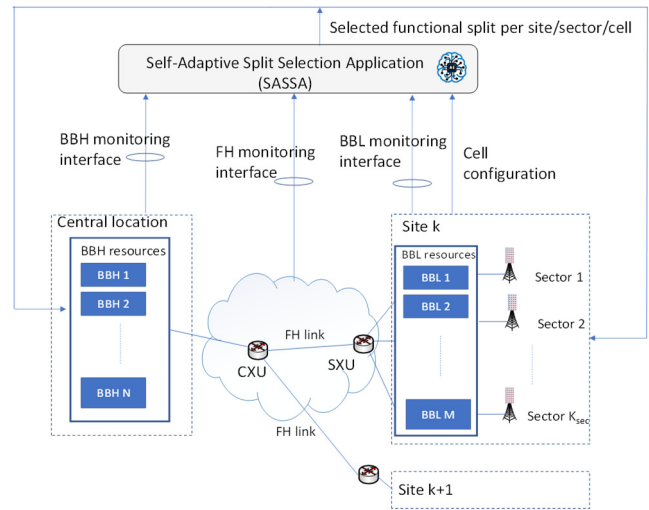 Selected functional split per site/sector/cell
Self-Adaptive Split Selection Application
(SASSA)
BBH monitoring
interface
FH monitoring
interface
BBL monitoring
interface
Cell
configuration
Central location
BBH resources
BBH 1
BBH 2
BBH N
FH link
CXU
SXU
FH link
Site k
BBL resources
BBL 1
BBL 2
BBL M
Sector 1
Sector 2
Sector Ksec
Site k+1